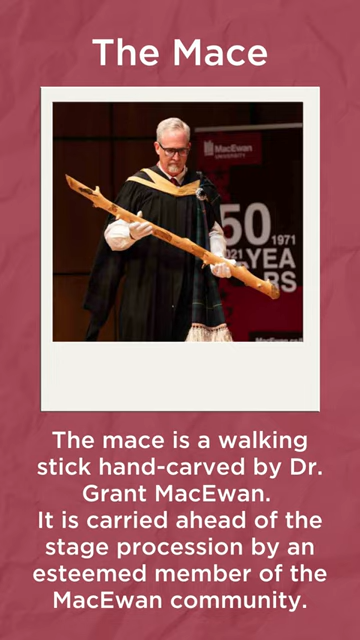 The Mace
MacEwan
UNIVERSITY
50
1971
YEA
RS
The mace is a walking
stick hand-carved by Dr.
Grant MacEwan.
It is carried ahead of the
stage procession by an
esteemed member of the
MacEwan community.